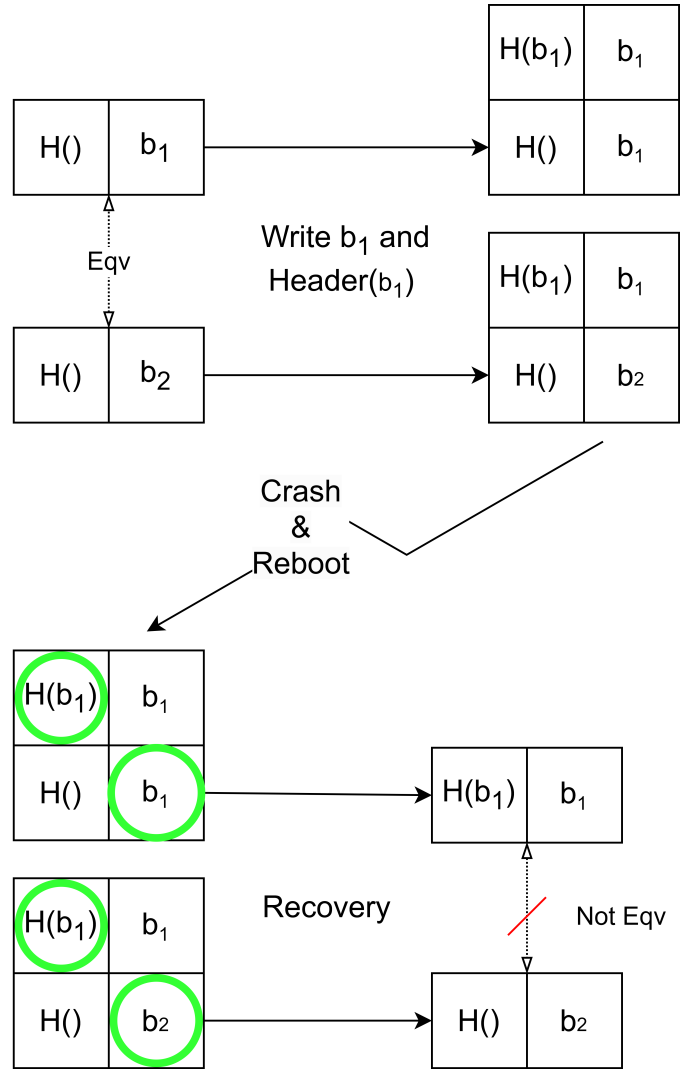 H(b₁) b₁
H() b₁
H() b₁
Eqv
Write b₁ and
Header(b₁)
H(b₁) b₁
H() b₂
H() b₂
Crash
&
Reboot
H(b₁) b₁
H() b₁
H(b₁) b₁
Recovery
Not Eqv
H(b₁) b₁
H() b₂
H() b₂